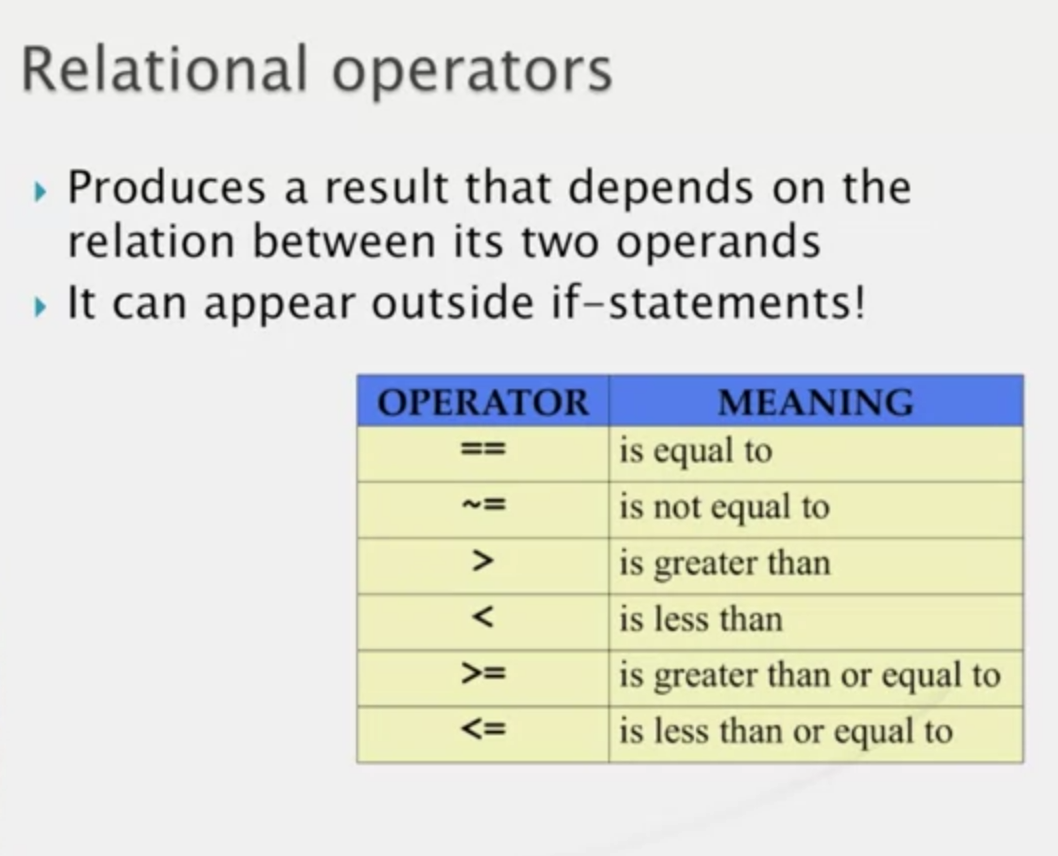 Relational operators
Produces a result that depends on the
relation between its two operands
It can appear outside if-statements!
OPERATOR MEANING
== is equal to
~= is not equal to
> is greater than
< is less than
>= is greater than or equal to
<= is less than or equal to